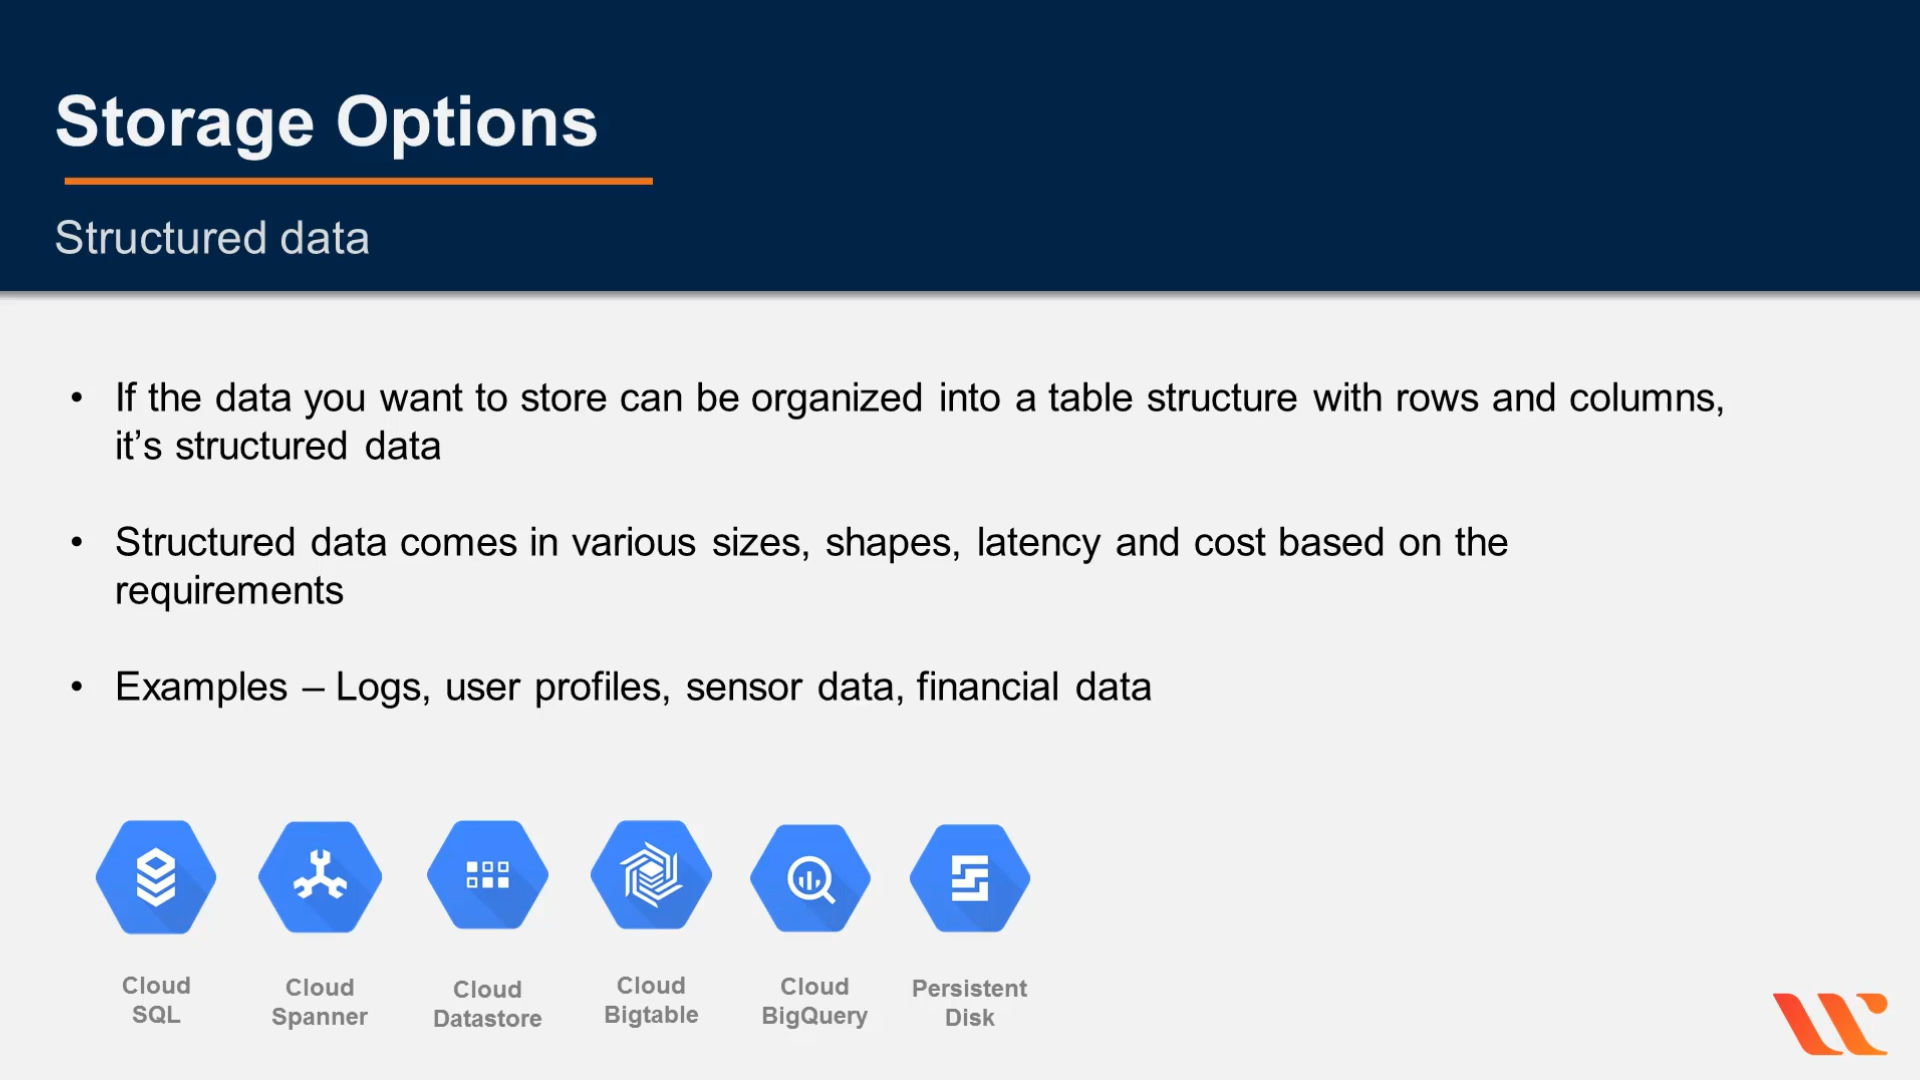 Storage Options
Structured data
• If the data you want to store can be organized into a table structure with rows and columns,
it’s structured data
• Structured data comes in various sizes, shapes, latency and cost based on the
requirements
• Examples – Logs, user profiles, sensor data, financial data
Cloud
SQL
Cloud
Spanner
Cloud
Datastore
Cloud
Bigtable
Cloud
BigQuery
Persistent
Disk